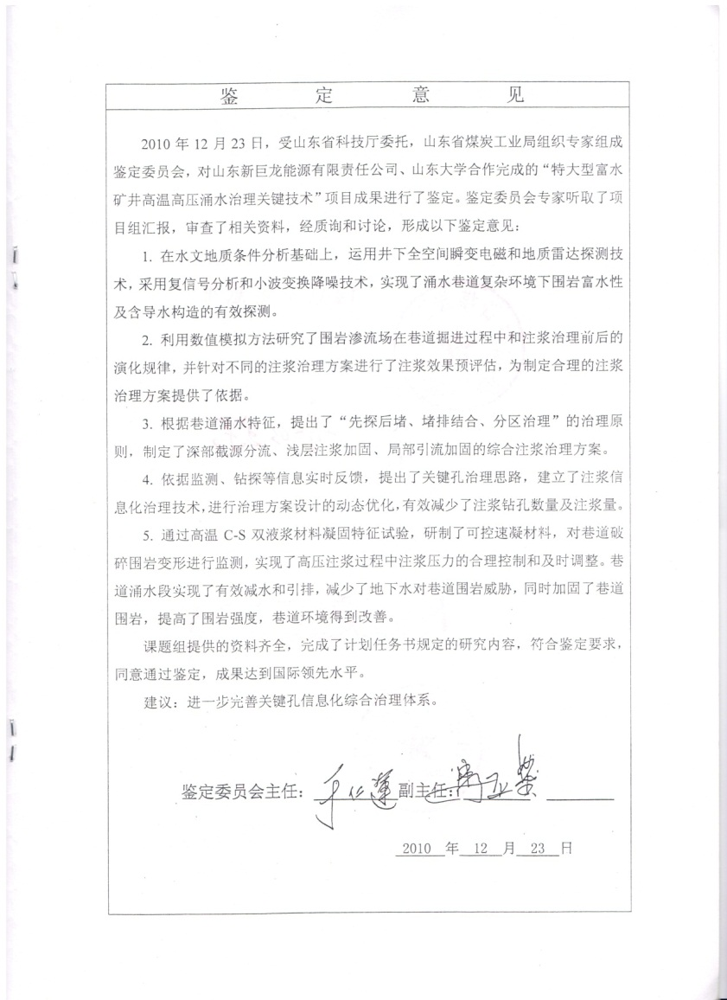 鉴 定 意 见
2010 年 12 月 23 日，受山东省科技厅委托，山东省煤炭工业局组织专家组成
鉴定委员会，对山东新巨龙能源有限责任公司、山东大学合作完成的“特大型富水
矿井高温高压涌水治理关键技术”项目成果进行了鉴定。鉴定委员会专家听取了项
目组汇报，审查了相关资料，经质询和讨论，形成以下鉴定意见：
1. 在水文地质条件分析基础上，运用井下全空间瞬变电磁和地质雷达探测技
术，采用复信号分析和小波变换降噪技术，实现了涌水巷道复杂环境下围岩富水性
及含导水构造的有效探测。
2. 利用数值模拟方法研究了围岩渗流场在巷道掘进过程中和注浆治理前后的
演化规律，并针对不同的注浆治理方案进行了注浆效果预评估，为制定合理的注浆
治理方案提供了依据。
3. 根据巷道涌水特征，提出了“先探后堵、堵排结合、分区治理”的治理原
则，制定了深部截源分流、浅层注浆加固、局部引流加固的综合注浆治理方案。
4. 依据监测、钻探等信息实时反馈，提出了关键孔治理思路，建立了注浆信
息化治理技术，进行治理方案设计的动态优化，有效减少了注浆钻孔数量及注浆量。
5. 通过高温 C-S 双液浆材料凝固特征试验，研制了可控速凝材料，对巷道破
碎围岩变形进行监测，实现了高压注浆过程中注浆压力的合理控制和及时调整。巷
道涌水段实现了有效减水和引排，减少了地下水对巷道围岩威胁，同时加固了巷道
围岩，提高了围岩强度，巷道环境得到改善。
课题组提供的资料齐全，完成了计划任务书规定的研究内容，符合鉴定要求，
同意通过鉴定，成果达到国际领先水平。
建议：进一步完善关键孔信息化综合治理体系。
鉴定委员会主任： 副主任：
2010 年 12 月 23 日